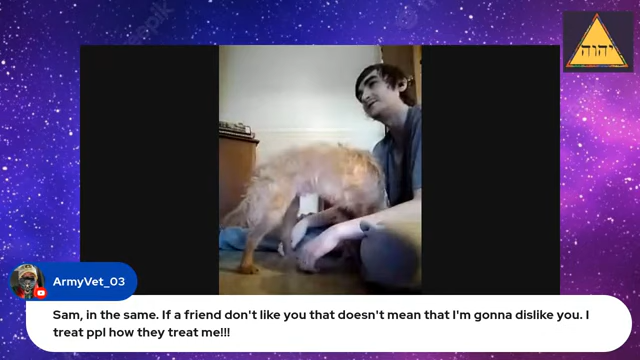 יהוה
ArmyVet_03
Sam, in the same. If a friend don't like you that doesn't mean that I'm gonna dislike you. I
treat ppl how they treat me!!!